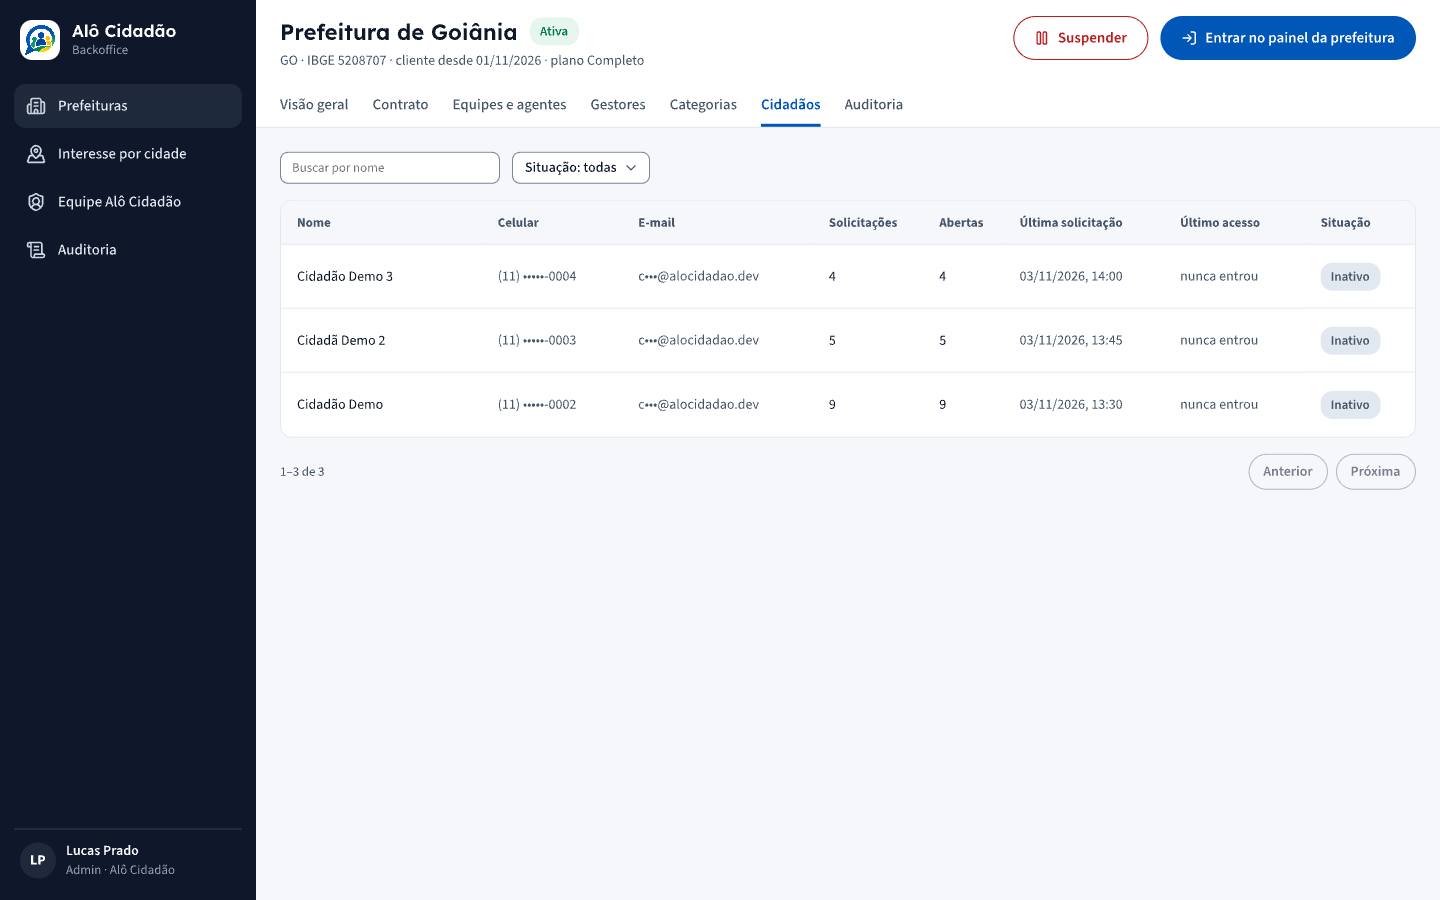 Alô Cidadão
Backoffice
Prefeituras
Interesse por cidade
Equipe Alô Cidadão
Auditoria
LP
Lucas Prado
Admin · Alô Cidadão
Prefeitura de Goiânia Ativa
GO · IBGE 5208707 · cliente desde 01/11/2026 · plano Completo
Suspender
Entrar no painel da prefeitura
Visão geral Contrato Equipes e agentes Gestores Categorias Cidadãos Auditoria
Buscar por nome Situação: todas
Nome Celular E-mail Solicitações Abertas Última solicitação Último acesso Situação
Cidadão Demo 3 (11) •••••-0004 c•••@alocidadao.dev 4 4 03/11/2026, 14:00 nunca entrou Inativo
Cidadã Demo 2 (11) •••••-0003 c•••@alocidadao.dev 5 5 03/11/2026, 13:45 nunca entrou Inativo
Cidadão Demo (11) •••••-0002 c•••@alocidadao.dev 9 9 03/11/2026, 13:30 nunca entrou Inativo
1–3 de 3 Anterior Próxima